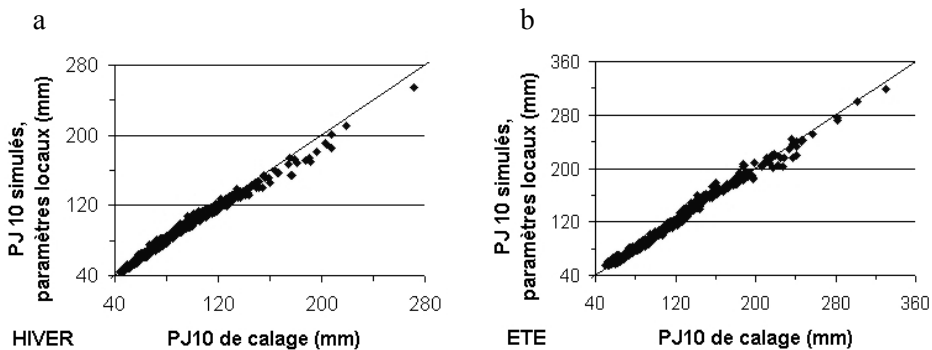 a
PJ 10 simulés,
paramètres locaux (mm)
280
200
120
40
40 120 200 280
HIVER
PJ10 de calage (mm)
b
PJ 10 simulés,
paramètres locaux (mm)
360
280
200
120
40
40 120 200 280 360
ETE
PJ10 de calage (mm)